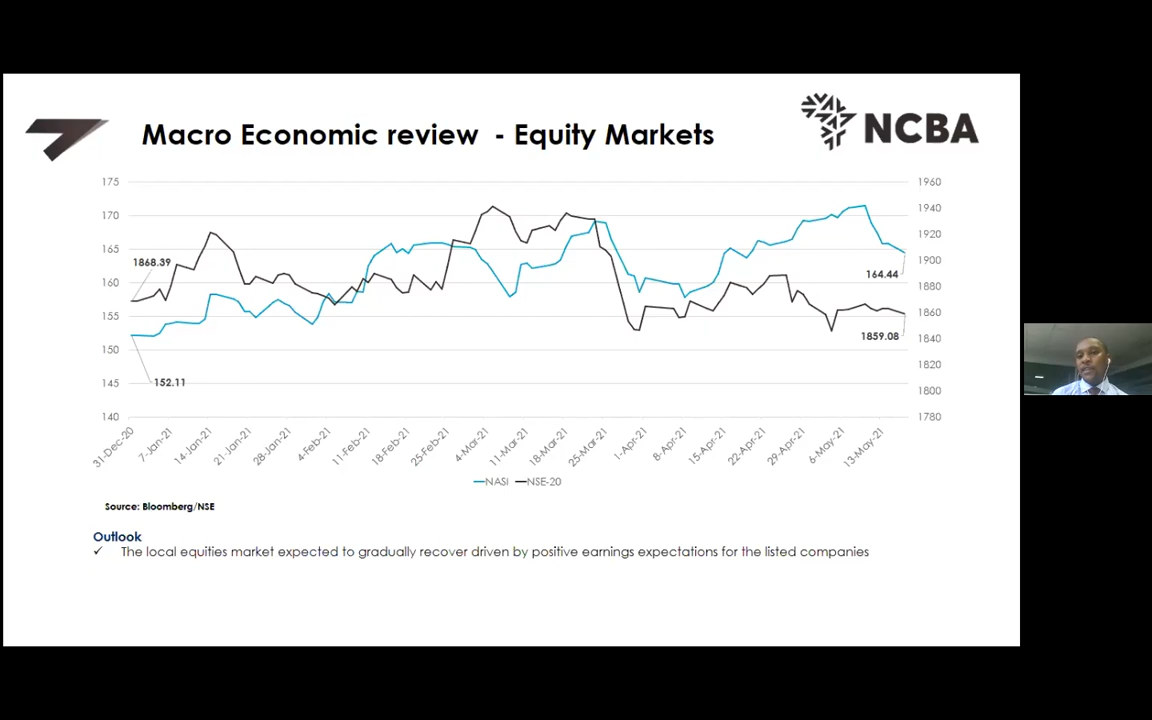 Macro Economic review - Equity Markets
NCBA
175
170
165
160
155
150
145
140
1960
1940
1920
1900
1880
1860
1840
1820
1800
1780
1868.39
152.11
164.44
1859.08
31-Dec-20
7-Jan-21
14-Jan-21
21-Jan-21
28-Jan-21
4-Feb-21
11-Feb-21
18-Feb-21
25-Feb-21
4-Mar-21
11-Mar-21
18-Mar-21
25-Mar-21
1-Apr-21
8-Apr-21
15-Apr-21
22-Apr-21
29-Apr-21
6-May-21
13-May-21
NASI NSE-20
Source: Bloomberg/NSE
Outlook
✓ The local equities market expected to gradually recover driven by positive earnings expectations for the listed companies